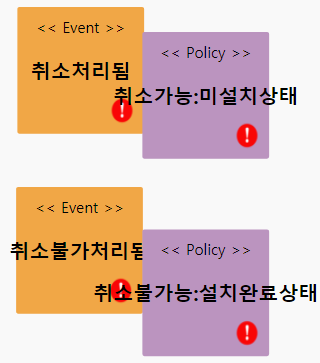 << Event >>
취소처리됨
<< Policy >>
취소가능:미설치상태
<< Event >>
취소불가처리됨
<< Policy >>
취소불가능:설치완료상태